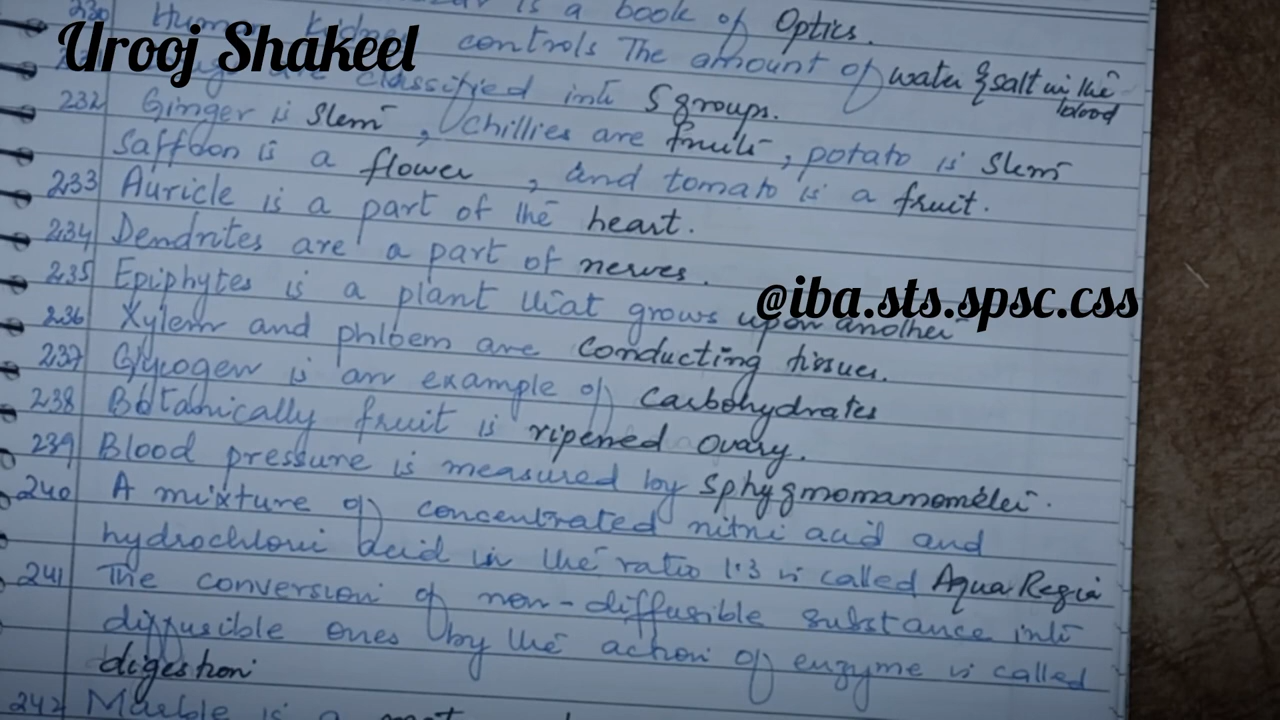 is a book of Optics.
230 Human Kidney controls The amount of water & salt in the
blood
Urooj Shakeel
are classified into 5 groups.
232 Ginger is stem, Chillies are fruits, potato is stem
Saffron is a flower, and tomato is a fruit.
233 Auricle is a part of the heart.
234 Dendrites are a part of nerves.
235 Epiphytes is a plant that grows upon another
@iba.sts.spsc.css
236 Xylem and phloem are conducting tissues.
237 Glycogen is an example of Carbohydrates
238 Botanically fruit is ripened ovary.
239 Blood pressure is measured by sphygmomanometer.
240 A mixture of concentrated nitric acid and
hydrochloric acid in the ratio 1:3 is called Aqua Regia
241 The conversion of non-diffusible substance into
diffusible ones by the action of enzyme is called
digestion
242 Marble is a